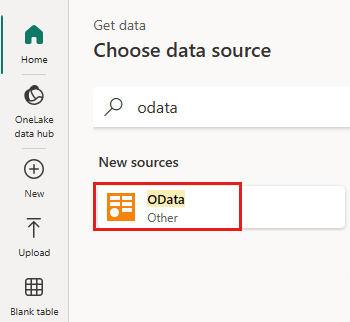 Home
OneLake
data hub
New
Upload
Blank table
Get data
Choose data source
odata
New sources
OData
Other